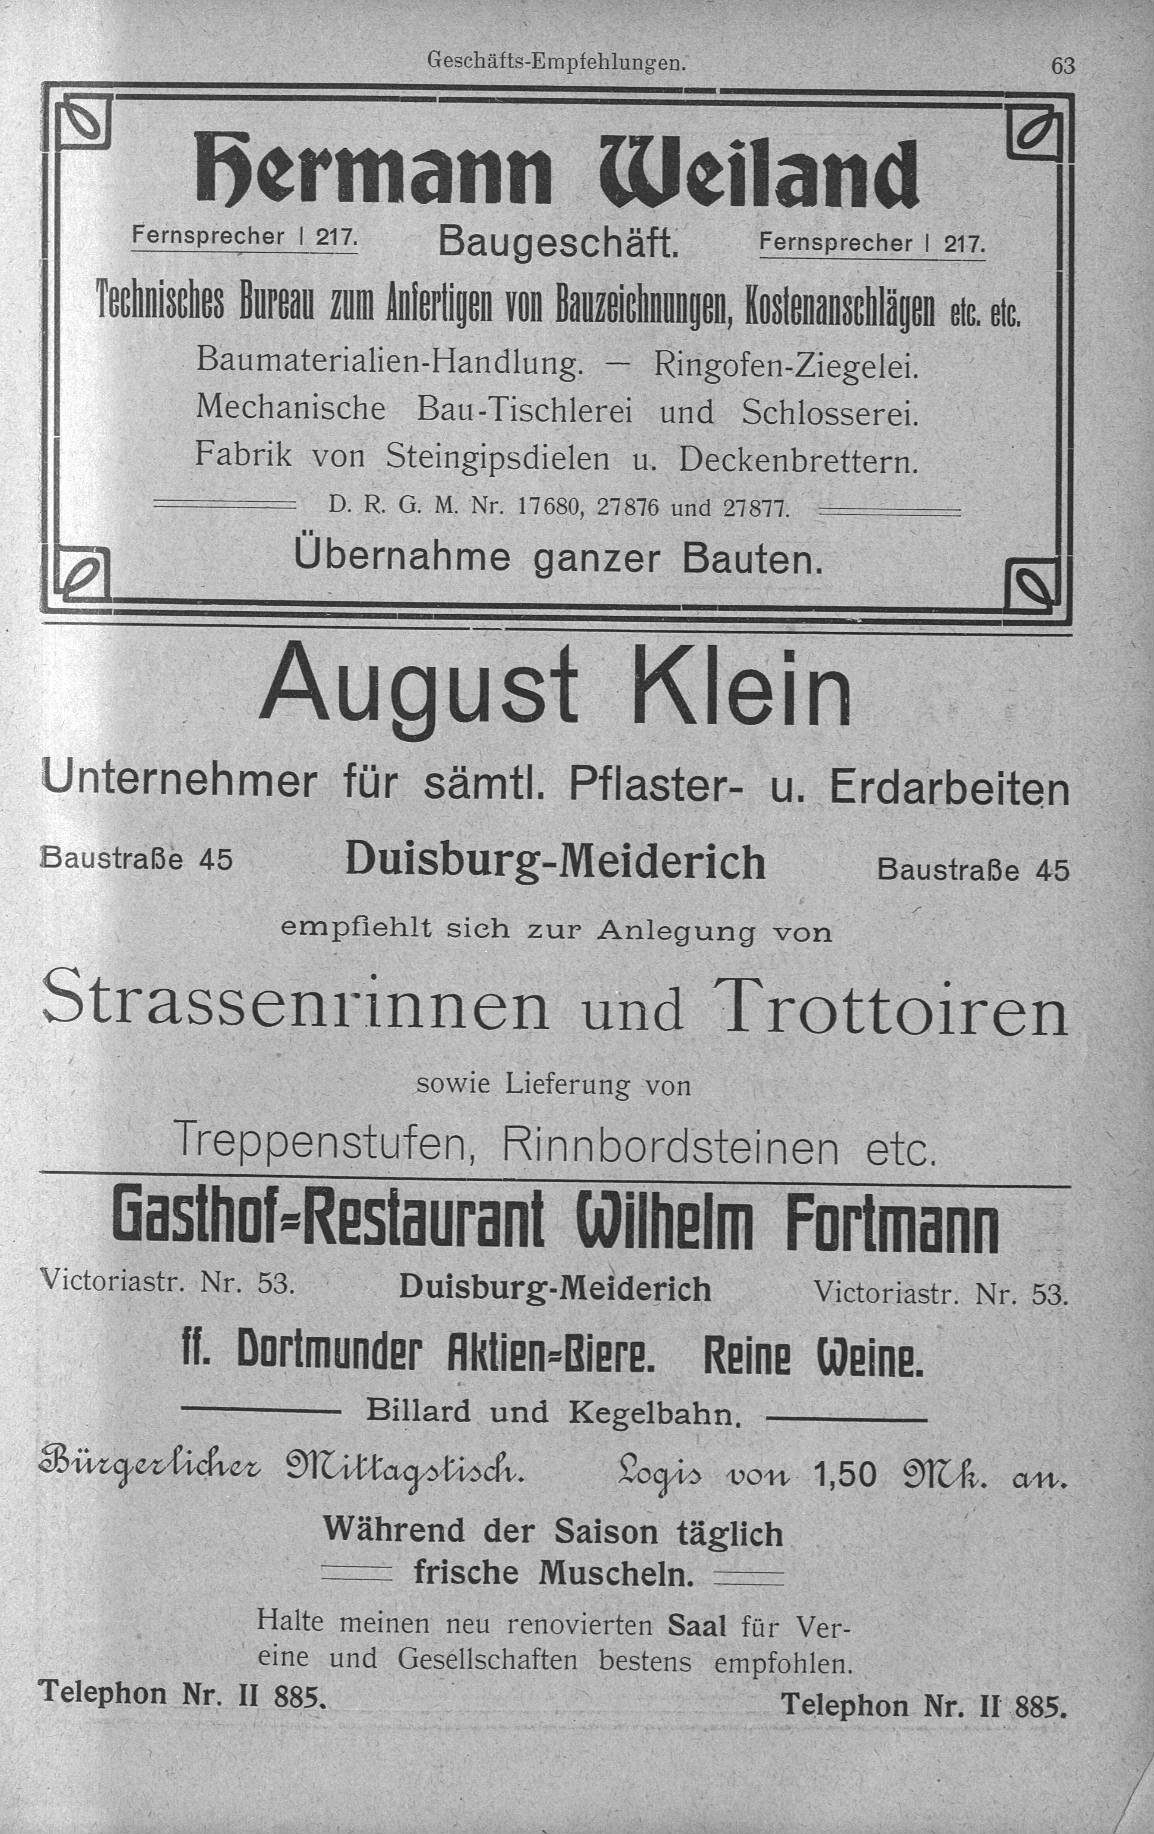 Geschäfts-Empfehlungen. 63
Hermann Weiland
Fernsprecher I 217. Baugeschäft. Fernsprecher I 217.
Technisches Bureau zum Anfertigen von Bauzeichnungen, Kostenanschlägen etc. etc.
Baumaterialien-Handlung. — Ringofen-Ziegelei.
Mechanische Bau-Tischlerei und Schlosserei.
Fabrik von Steingipsdielen u. Deckenbrettern.
D. R. G. M. Nr. 17680, 27876 und 27877.
Übernahme ganzer Bauten.
August Klein
Unternehmer für sämtl. Pflaster- u. Erdarbeiten
Baustraße 45 Duisburg-Meiderich Baustraße 45
empfiehlt sich zur Anlegung von
Strassenrinnen und Trottoiren
sowie Lieferung von
Treppenstufen, Rinnbordsteinen etc.
Gasthof-Restaurant Wilhelm Fortmann
Victoriastr. Nr. 53. Duisburg-Meiderich Victoriastr. Nr. 53.
ff. Dortmunder Aktien-Biere. Reine Weine.
Billard und Kegelbahn.
Bürgerlicher Mittagstisch. Logis von 1,50 Mk. an.
Während der Saison täglich
frische Muscheln.
Halte meinen neu renovierten Saal für Ver-
eine und Gesellschaften bestens empfohlen.
Telephon Nr. II 885. Telephon Nr. II 885.